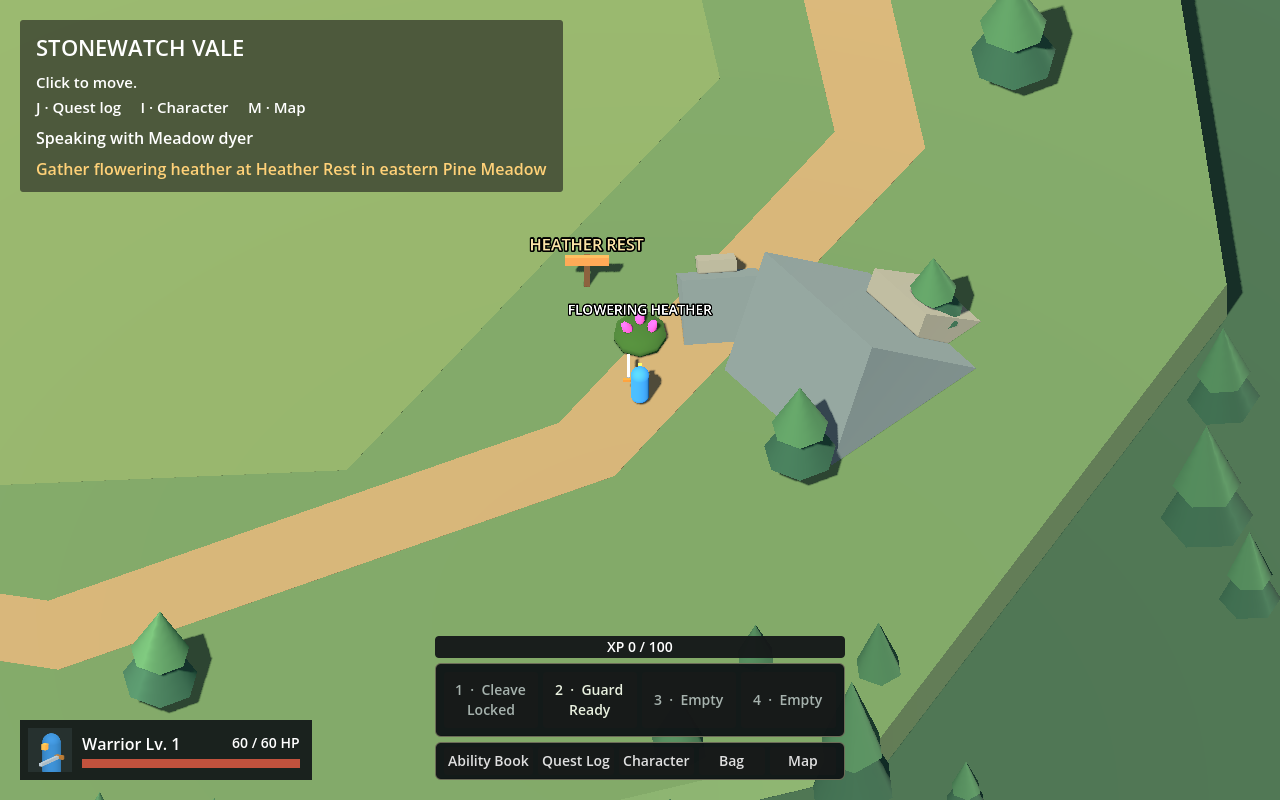 STONEWATCH VALE
Click to move.
J · Quest log I · Character M · Map
Speaking with Meadow dyer
Gather flowering heather at Heather Rest in eastern Pine Meadow
HEATHER REST
FLOWERING HEATHER
XP 0 / 100
1 · Cleave
Locked
2 · Guard
Ready
3 · Empty
4 · Empty
Warrior Lv. 1
60 / 60 HP
Ability Book Quest Log Character Bag Map